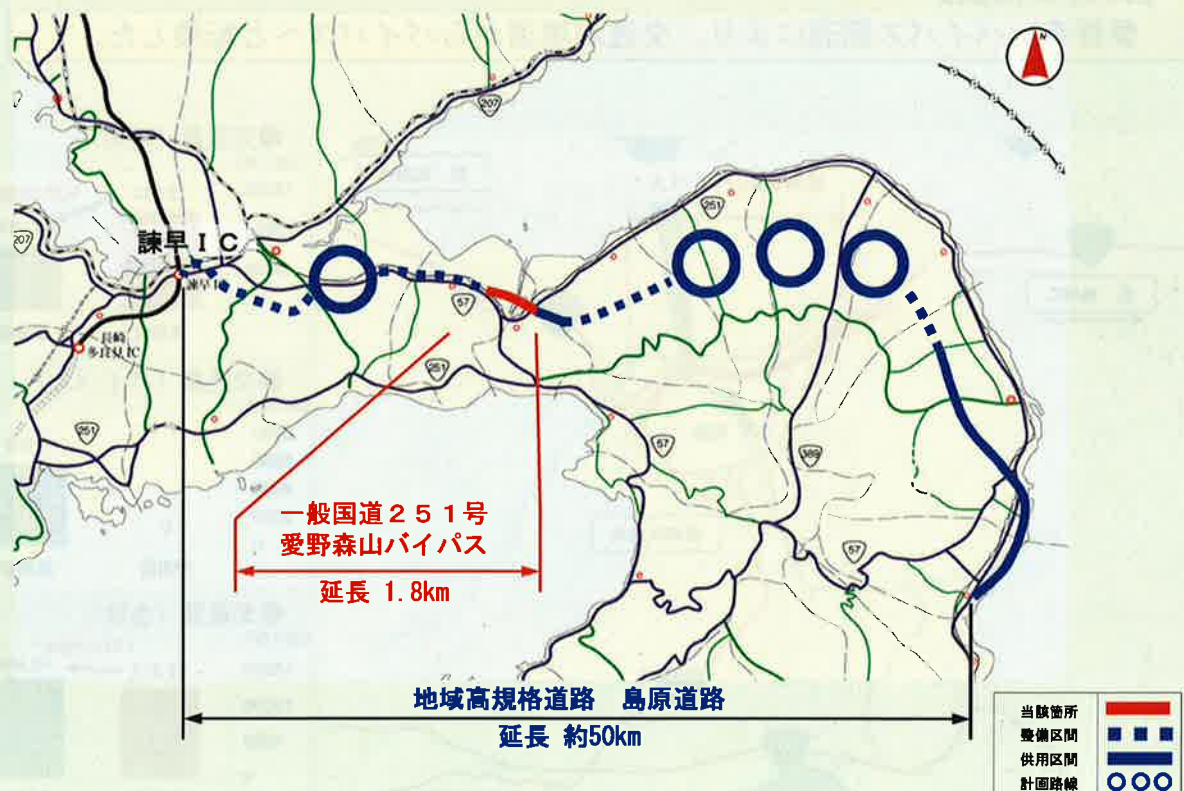 N
207
207
諫早IC
諫早IC
長崎
多良見IC
251
57
251
251
57
389
57
一般国道251号
愛野森山バイパス
延長 1.8km
地域高規格道路 島原道路
延長 約50km
当該箇所
整備区間
供用区間
計画路線